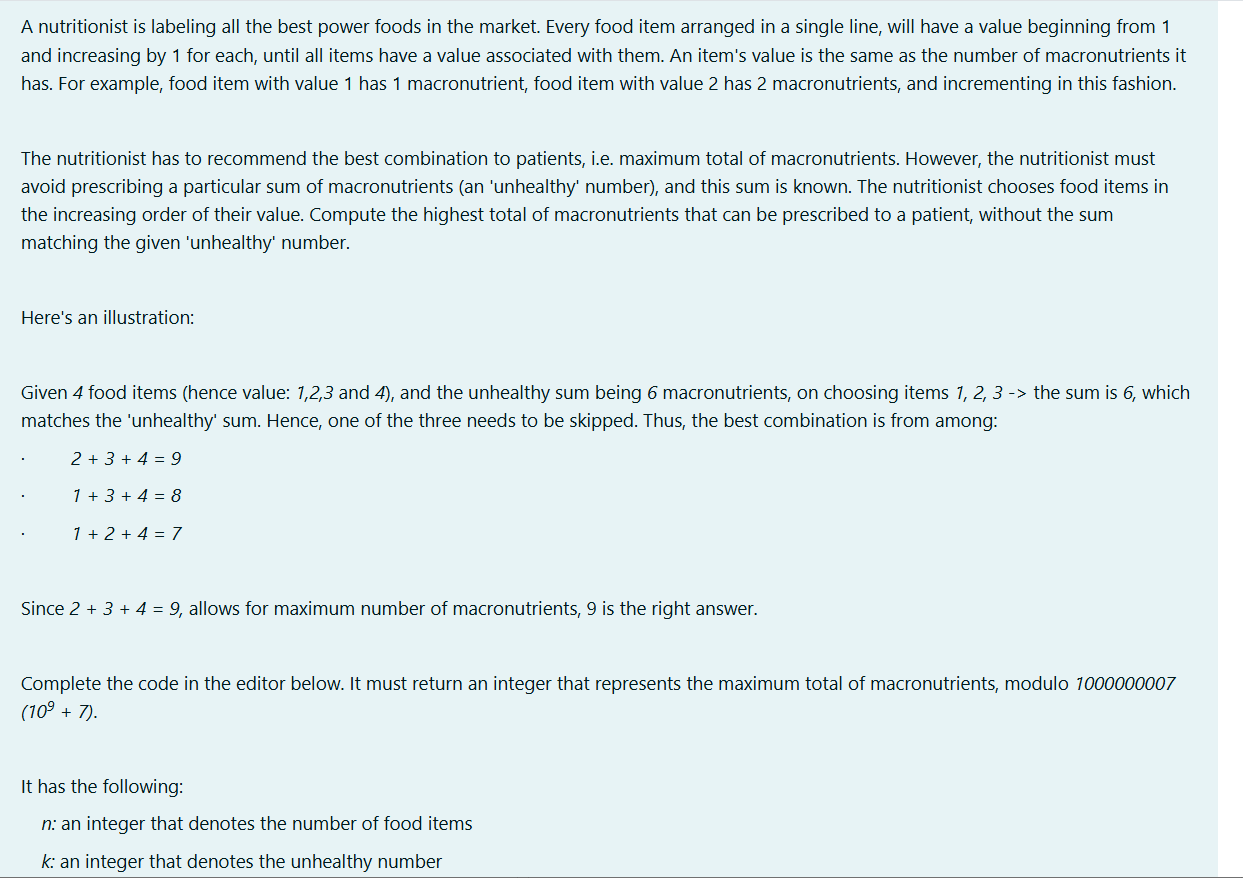 A nutritionist is labeling all the best power foods in the market. Every food item arranged in a single line, will have a value beginning from 1
and increasing by 1 for each, until all items have a value associated with them. An item's value is the same as the number of macronutrients it
has. For example, food item with value 1 has 1 macronutrient, food item with value 2 has 2 macronutrients, and incrementing in this fashion.
The nutritionist has to recommend the best combination to patients, i.e. maximum total of macronutrients. However, the nutritionist must
avoid prescribing a particular sum of macronutrients (an 'unhealthy' number), and this sum is known. The nutritionist chooses food items in
the increasing order of their value. Compute the highest total of macronutrients that can be prescribed to a patient, without the sum
matching the given 'unhealthy' number.
Here's an illustration:
Given 4 food items (hence value: 1,2,3 and 4), and the unhealthy sum being 6 macronutrients, on choosing items 1, 2, 3 -> the sum is 6, which
matches the 'unhealthy' sum. Hence, one of the three needs to be skipped. Thus, the best combination is from among:
· 2 + 3 + 4 = 9
· 1 + 3 + 4 = 8
· 1 + 2 + 4 = 7
Since 2 + 3 + 4 = 9, allows for maximum number of macronutrients, 9 is the right answer.
Complete the code in the editor below. It must return an integer that represents the maximum total of macronutrients, modulo 1000000007
(10⁹ + 7).
It has the following:
n: an integer that denotes the number of food items
k: an integer that denotes the unhealthy number